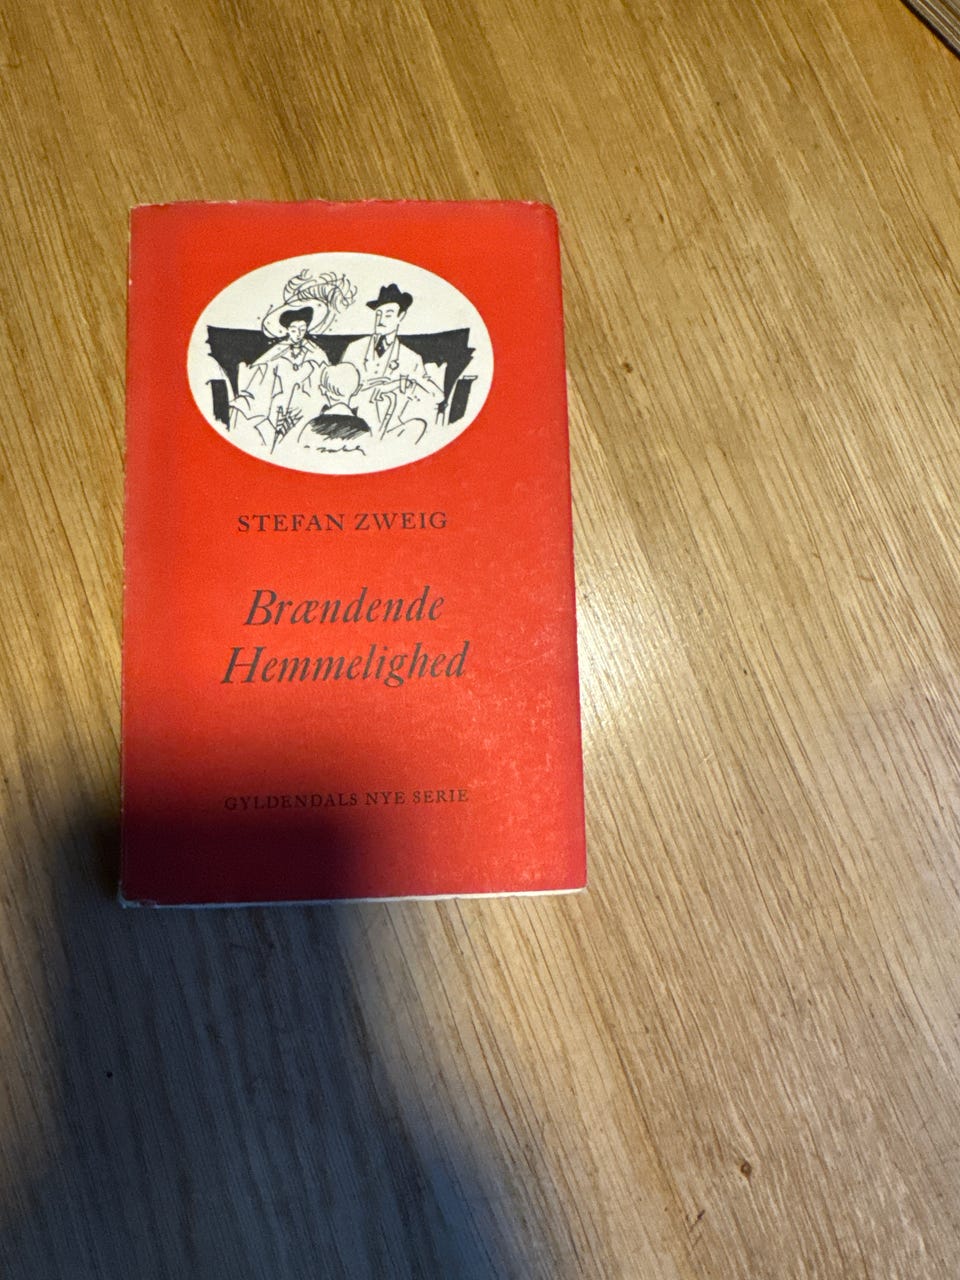 STEFAN ZWEIG
Brændende
Hemmelighed
GYLDENDALS NYE SERIE